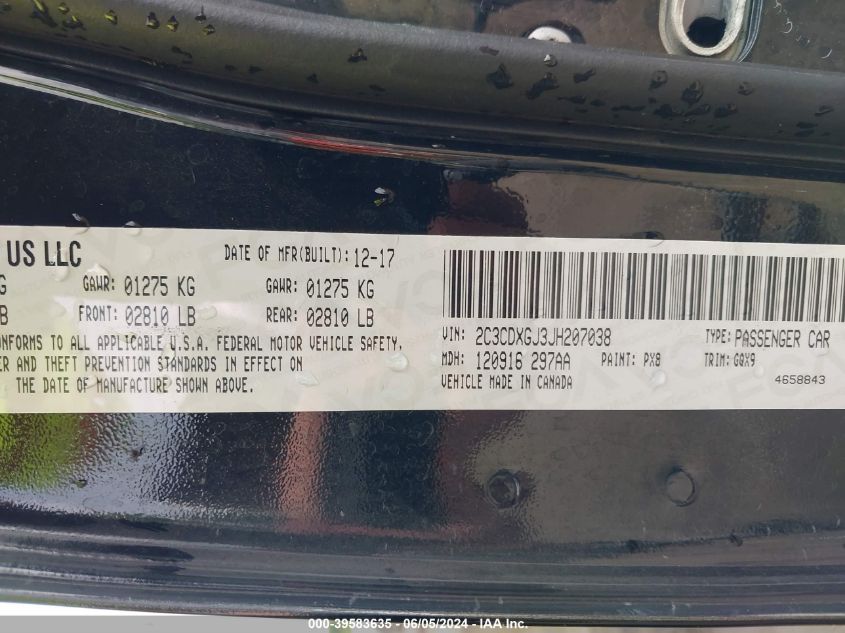 US LLC
DATE OF MFR(BUILT): 12-17
G GAWR: 01275 KG GAWR: 01275 KG
B FRONT: 02810 LB REAR: 02810 LB
ONFORMS TO ALL APPLICABLE U.S.A. FEDERAL MOTOR VEHICLE SAFETY,
ER AND THEFT PREVENTION STANDARDS IN EFFECT ON
THE DATE OF MANUFACTURE SHOWN ABOVE.
VIN: 2C3CDXGJ3JH207038 TYPE: PASSENGER CAR
MDH: 120916 297AA PAINT: PX8 TRIM: GQX9
VEHICLE MADE IN CANADA 4658843
000-39583635 - 06/05/2024 - IAA Inc.